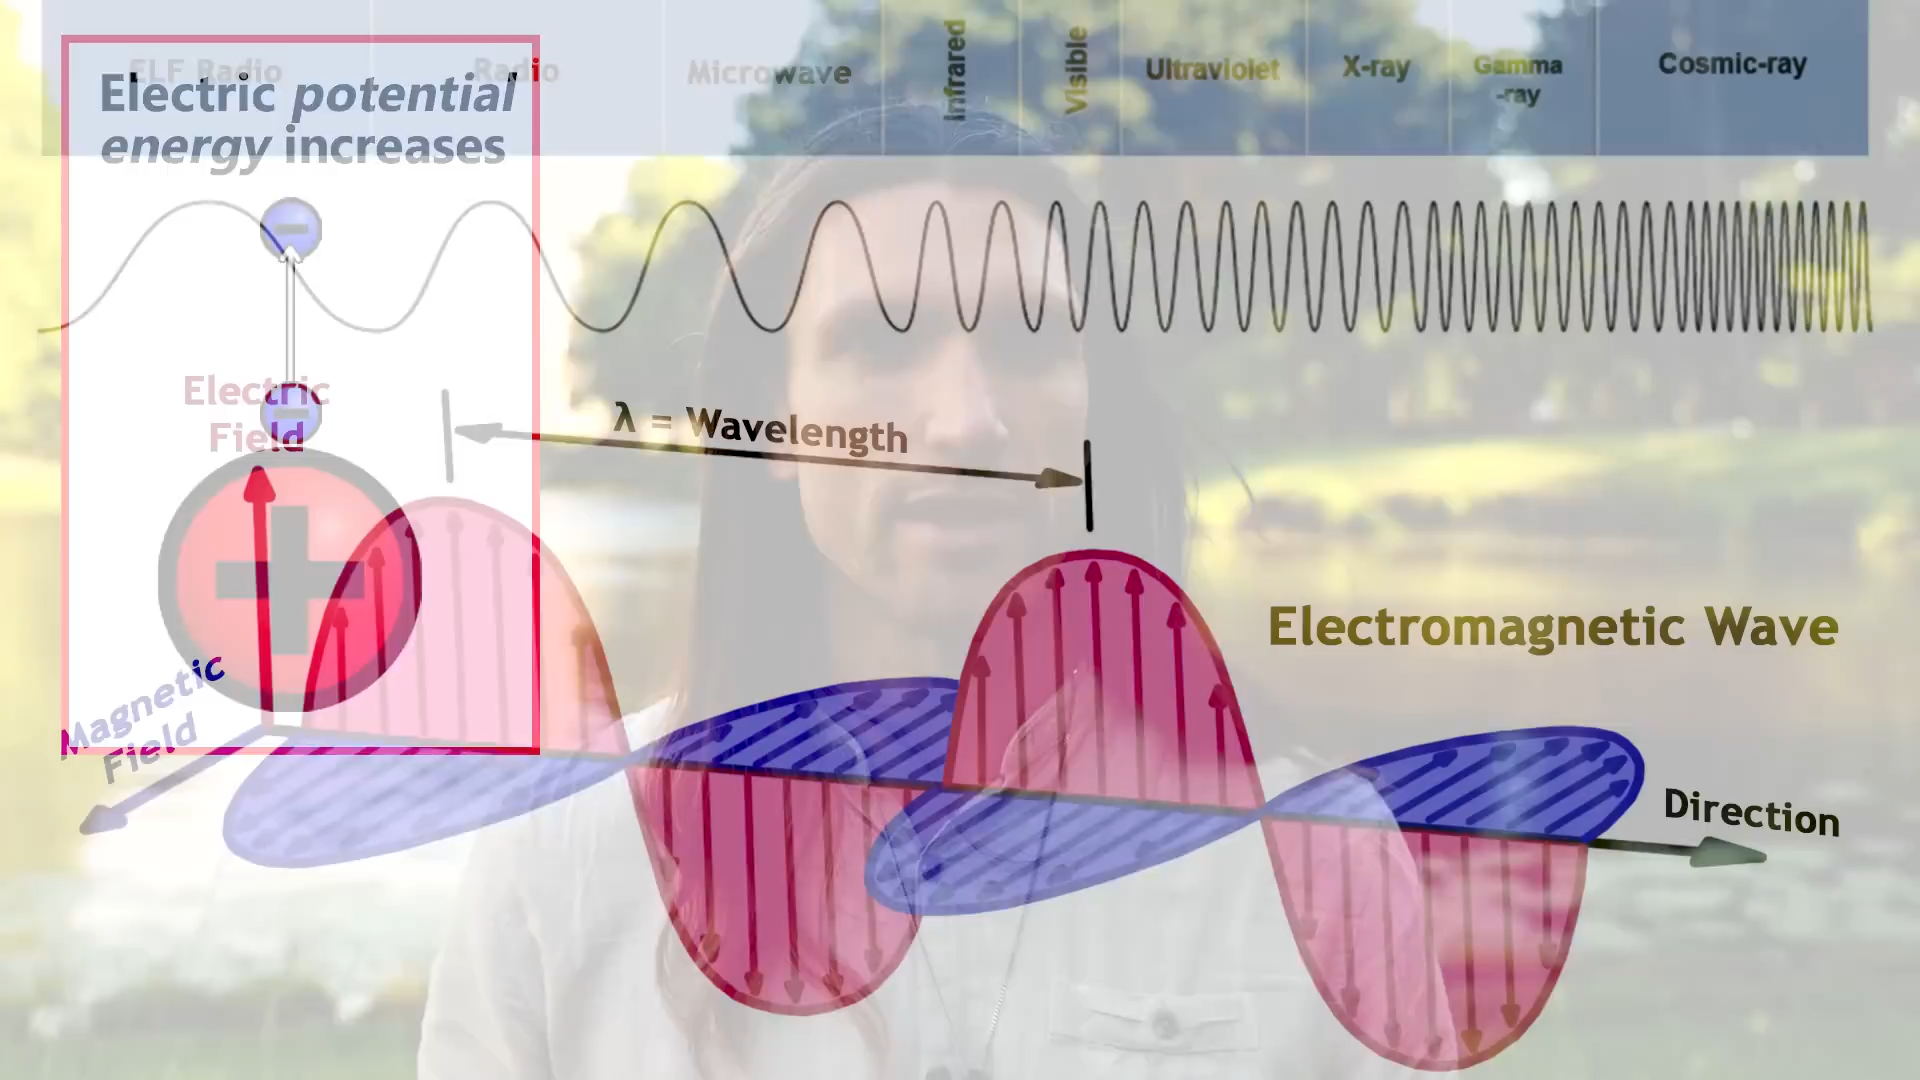 ELF Radio
Radio
Microwave
Infrared
Visible
Ultraviolet
X-ray
Gamma
-ray
Cosmic-ray
Electric potential
energy increases
Electric
Field
λ = Wavelength
Electromagnetic Wave
Magnetic
Field
Direction